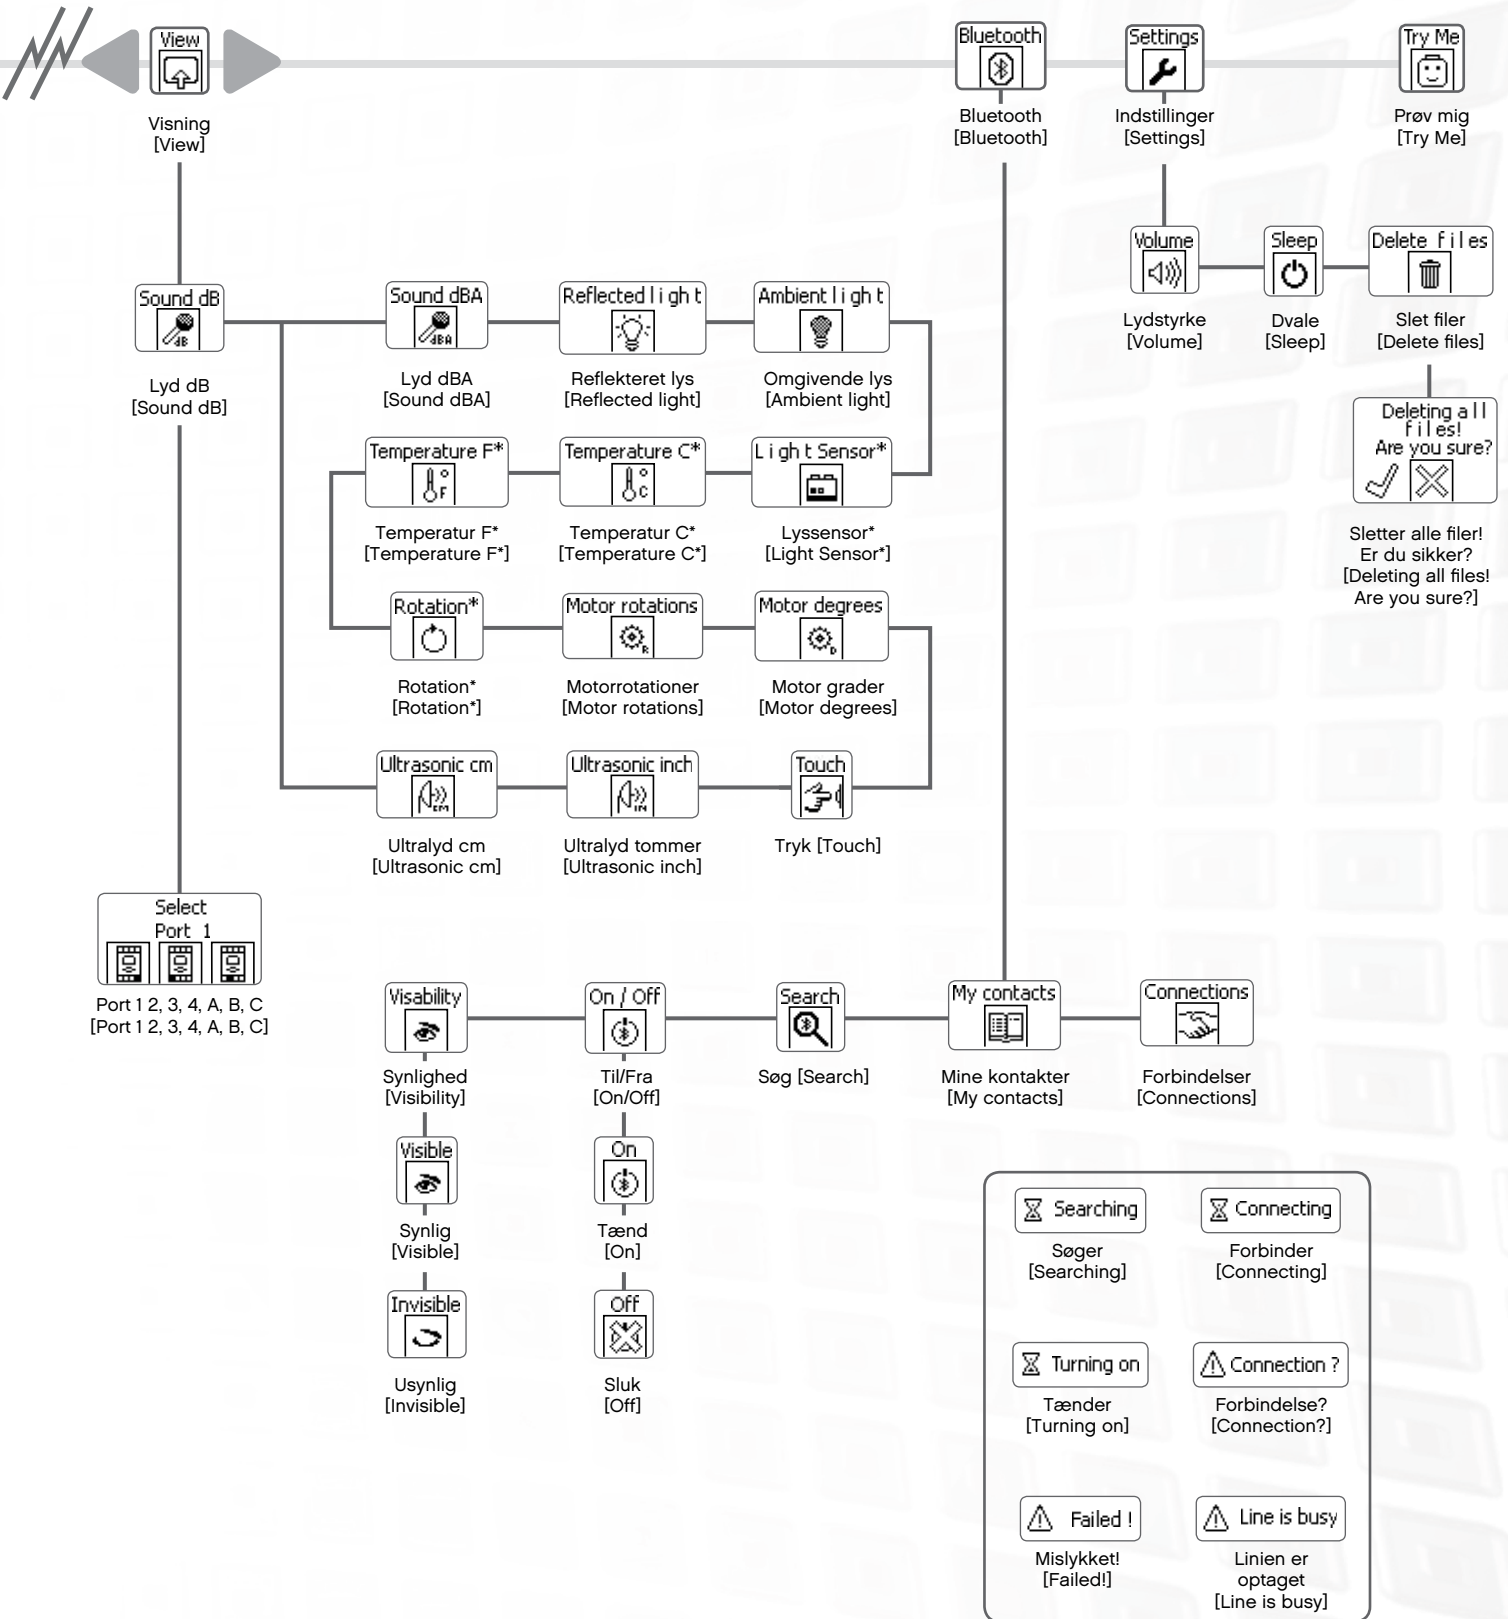 View
Visning
[View]
Bluetooth
Bluetooth
[Bluetooth]
Settings
Indstillinger
[Settings]
Try Me
Prøv mig
[Try Me]
Volume
Lydstyrke
[Volume]
Sleep
Dvale
[Sleep]
Delete files
Slet filer
[Delete files]
Deleting all
files!
Are you sure?
Sletter alle filer!
Er du sikker?
[Deleting all files!
Are you sure?]
Sound dB
dB
Lyd dB
[Sound dB]
Sound dBA
dBA
Lyd dBA
[Sound dBA]
Reflected light
Reflekteret lys
[Reflected light]
Ambient light
Omgivende lys
[Ambient light]
Temperature F*
°F
Temperatur F*
[Temperature F*]
Temperature C*
°C
Temperatur C*
[Temperature C*]
Light Sensor*
Lyssensor*
[Light Sensor*]
Rotation*
Rotation*
[Rotation*]
Motor rotations
R
Motorrotationer
[Motor rotations]
Motor degrees
D
Motor grader
[Motor degrees]
Ultrasonic cm
CM
Ultralyd cm
[Ultrasonic cm]
Ultrasonic inch
IN
Ultralyd tommer
[Ultrasonic inch]
Touch
Tryk [Touch]
Select
Port 1
Port 1 2, 3, 4, A, B, C
[Port 1 2, 3, 4, A, B, C]
Visability
Synlighed
[Visibility]
On / Off
Til/Fra
[On/Off]
Search
Søg [Search]
My contacts
Mine kontakter
[My contacts]
Connections
Forbindelser
[Connections]
Visible
Synlig
[Visible]
On
Tænd
[On]
Invisible
Usynlig
[Invisible]
Off
Sluk
[Off]
Searching
Søger
[Searching]
Connecting
Forbinder
[Connecting]
Turning on
Tænder
[Turning on]
Connection ?
Forbindelse?
[Connection?]
Failed !
Mislykket!
[Failed!]
Line is busy
Linien er
optaget
[Line is busy]